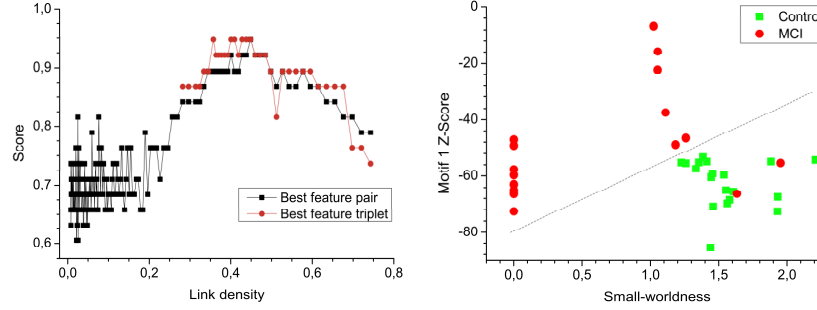 1,0
0,9
0,8
0,7
0,6
Score
0,0 0,2 0,4 0,6 0,8
Link density
Best feature pair
Best feature triplet
0
-20
-40
-60
-80
Motif 1 Z-Score
0,0 1,0 1,5 2,0
Small-worldness
Contro
MCI